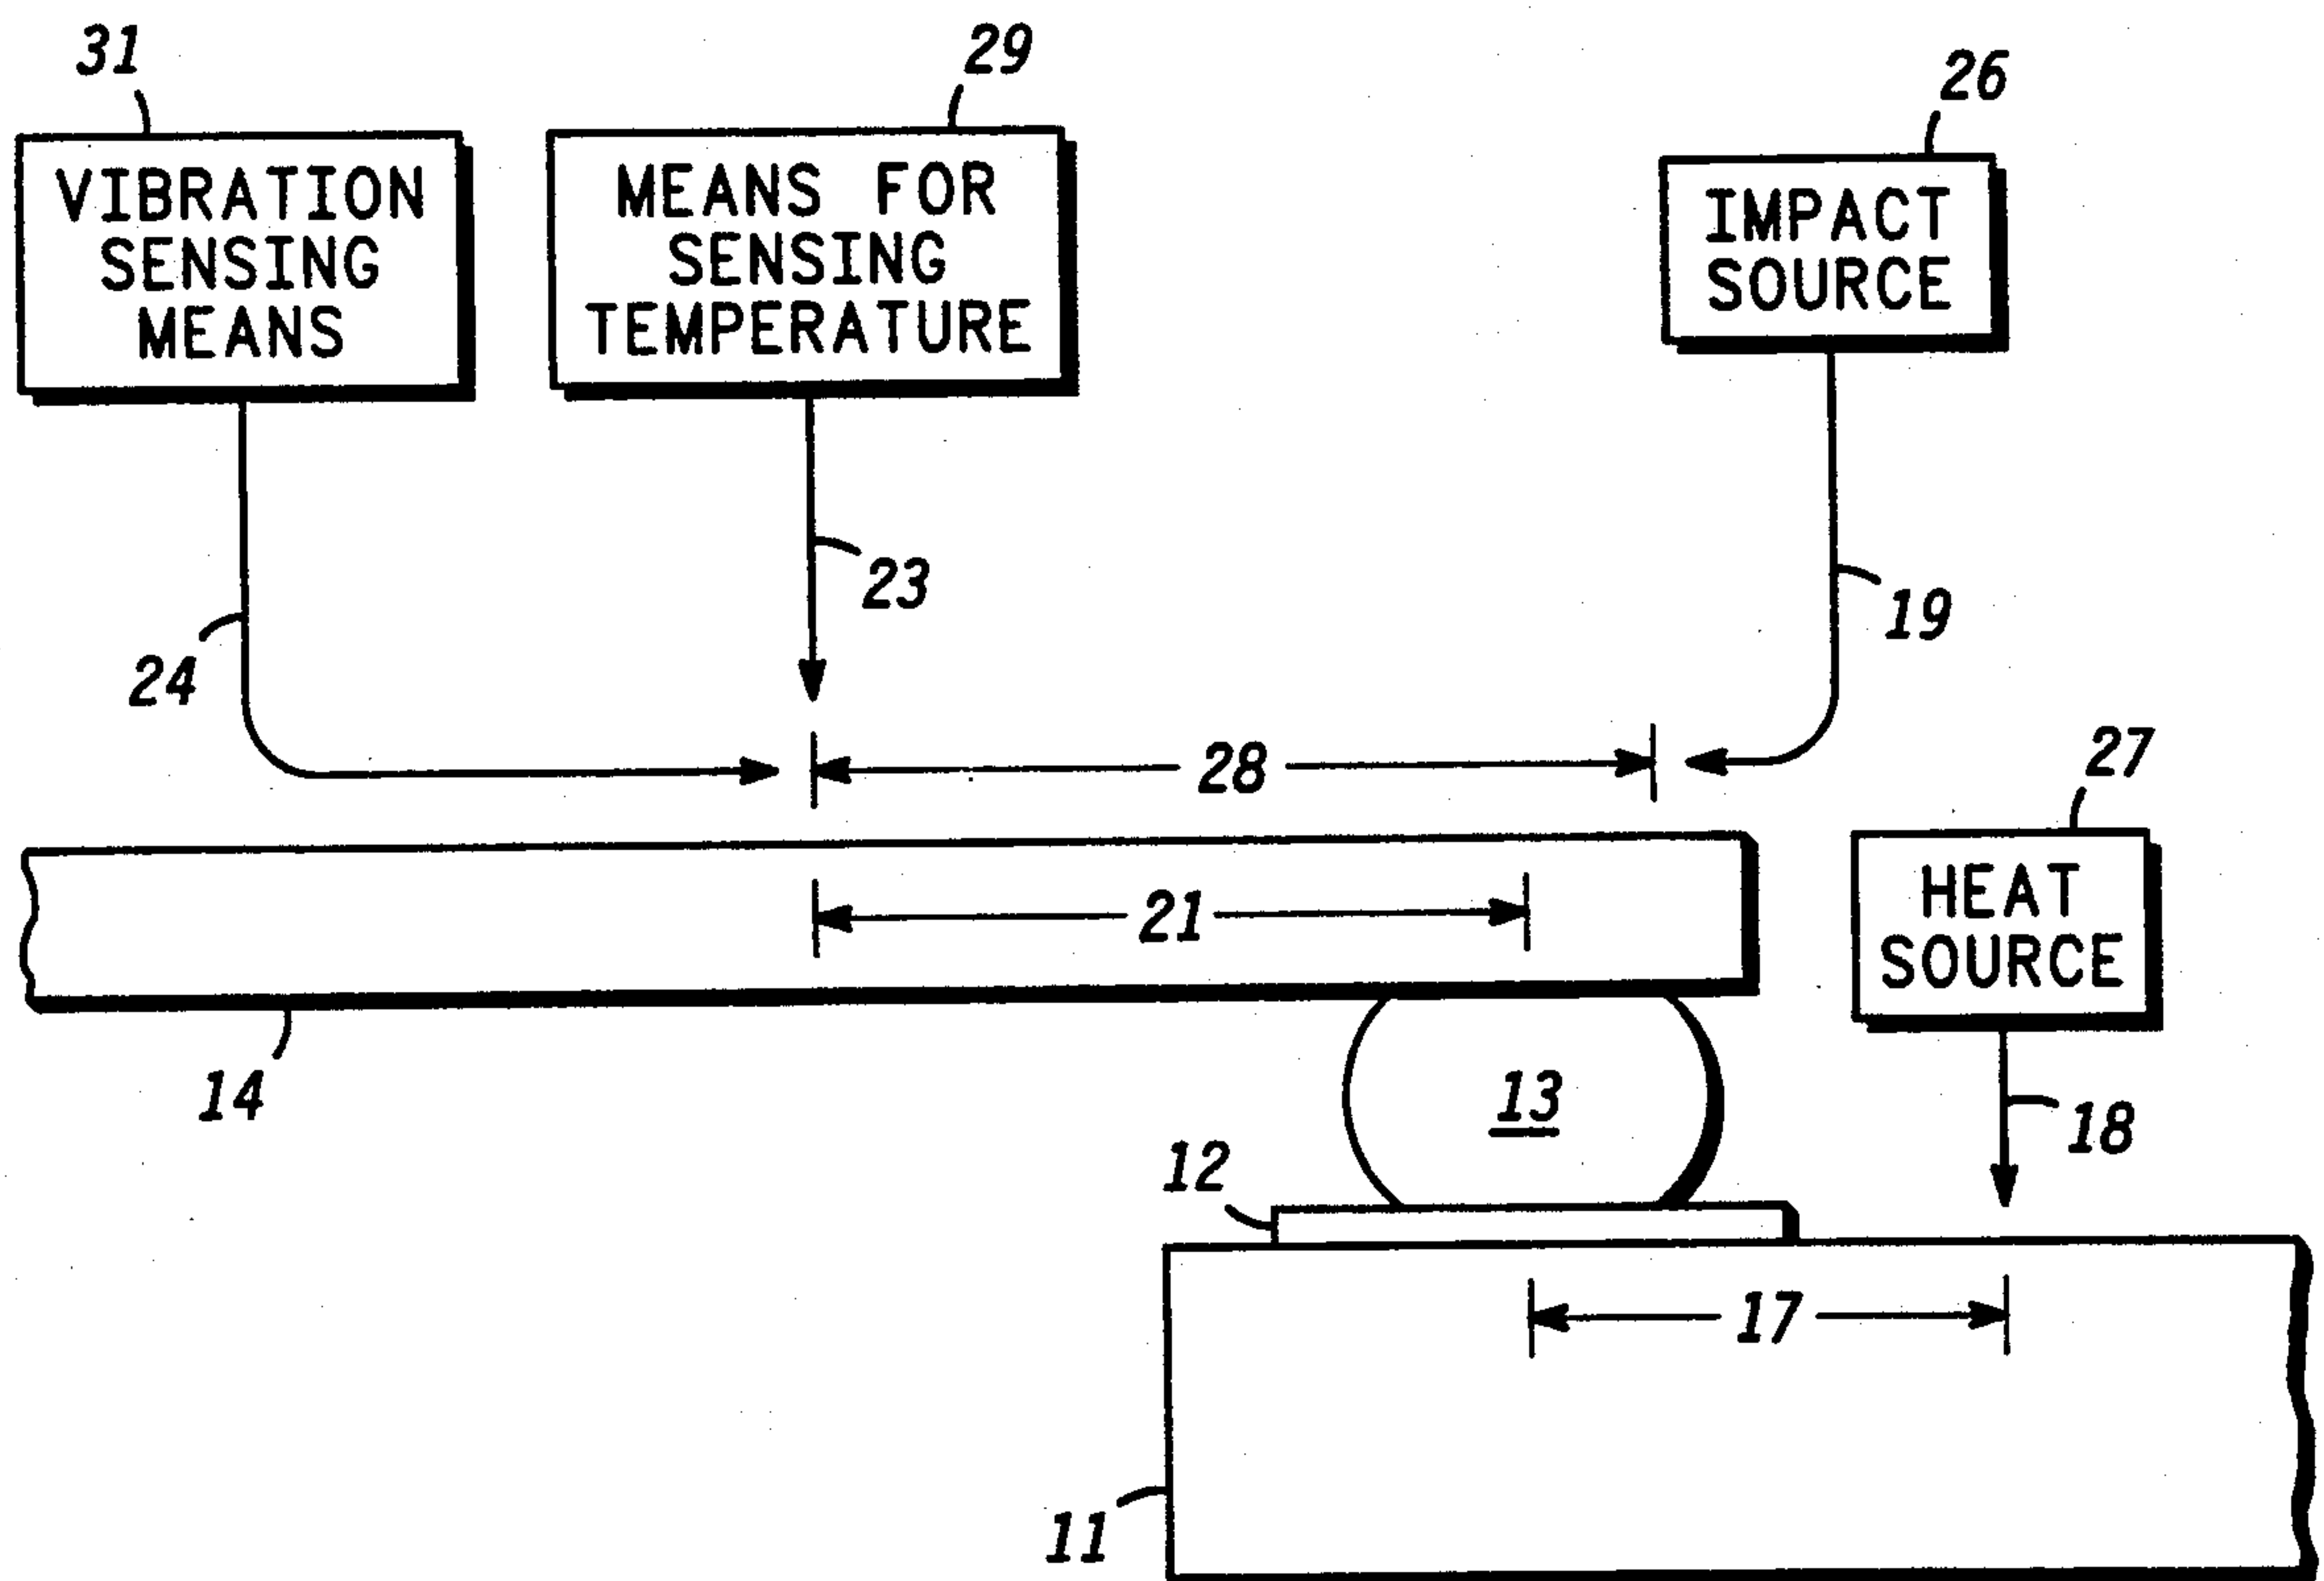 31
29
26
VIBRATION
SENSING
MEANS
MEANS FOR
SENSING
TEMPERATURE
IMPACT
SOURCE
23
19
24
28
27
HEAT
SOURCE
21
14
13
18
12
17
11